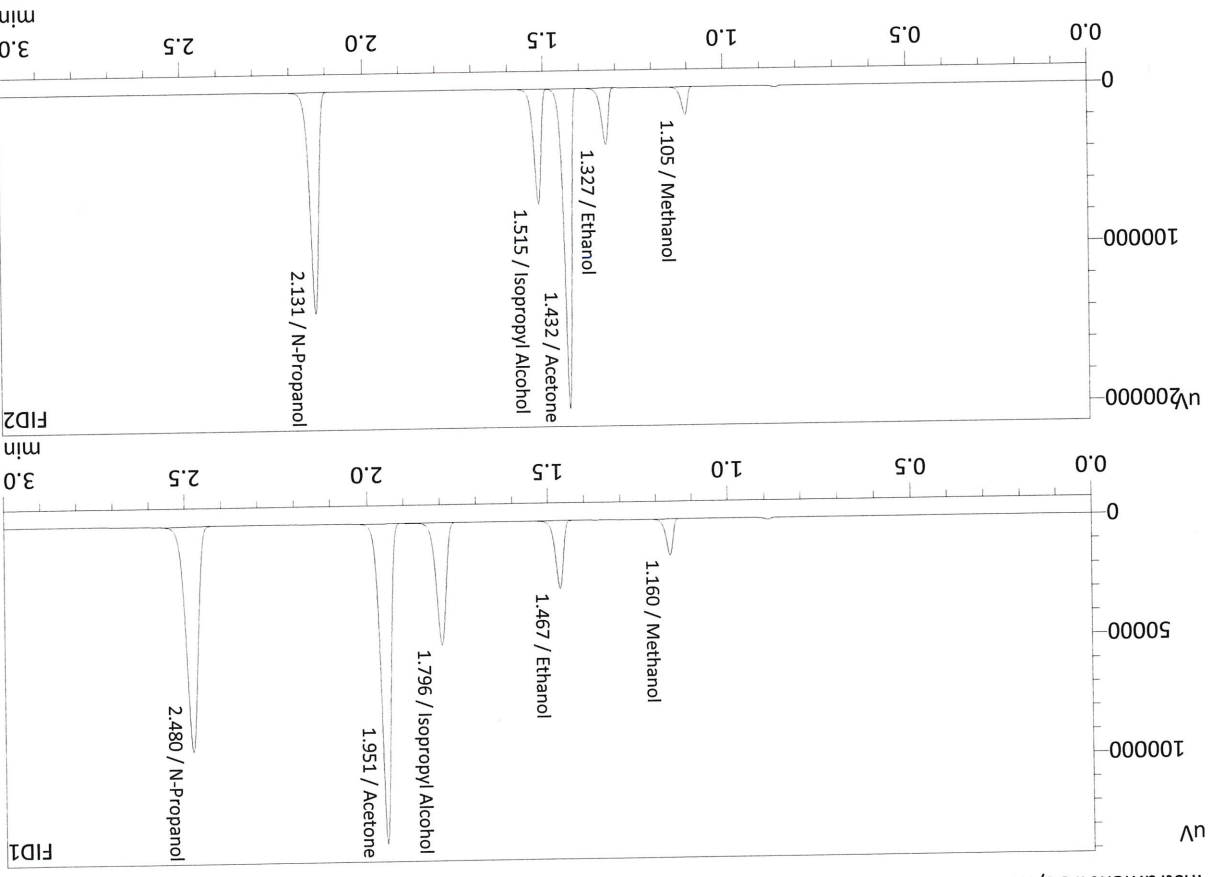 uV
FID1
100000
50000
0
1.160 / Methanol
1.467 / Ethanol
1.796 / Isopropyl Alcohol
1.951 / Acetone
2.480 / N-Propanol
0.0 0.5 1.0 1.5 2.0 2.5 3.0
min
uV
FID2
2000000
1000000
0
1.105 / Methanol
1.327 / Ethanol
1.432 / Acetone
1.515 / Isopropyl Alcohol
2.131 / N-Propanol
0.0 0.5 1.0 1.5 2.0 2.5 3.0
min